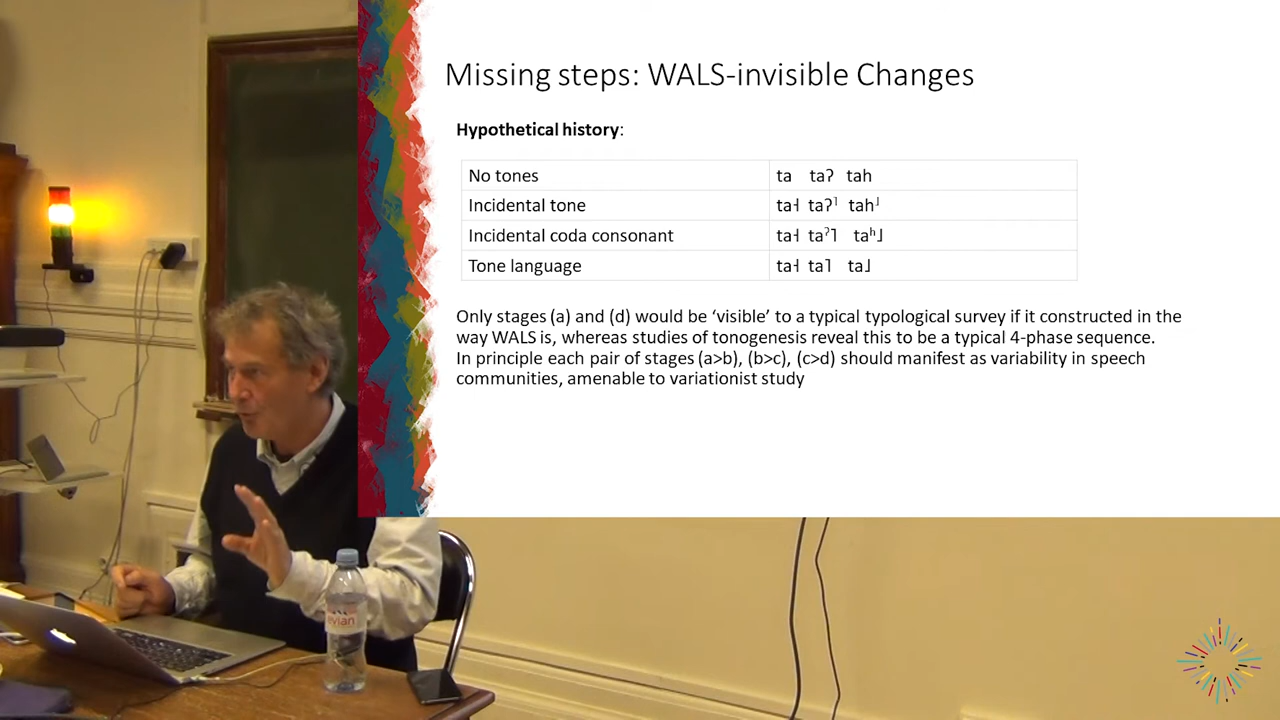 Missing steps: WALS-invisible Changes
Hypothetical history:
No tones ta taʔ tah
Incidental tone ta˧ taʔ˥ tah˩
Incidental coda consonant ta˧ taˀ˥ taʰ˩
Tone language ta˧ ta˥ ta˩
Only stages (a) and (d) would be ‘visible’ to a typical typological survey if it constructed in the
way WALS is, whereas studies of tonogenesis reveal this to be a typical 4-phase sequence.
In principle each pair of stages (a>b), (b>c), (c>d) should manifest as variability in speech
communities, amenable to variationist study
evian